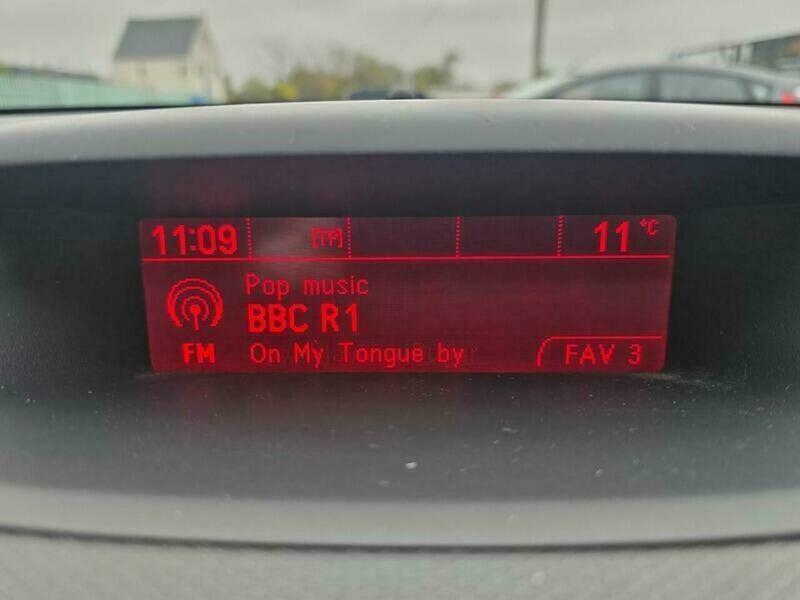 11:09 [TP] 11 °C
Pop music
BBC R1
FM On My Tongue by FAV 3